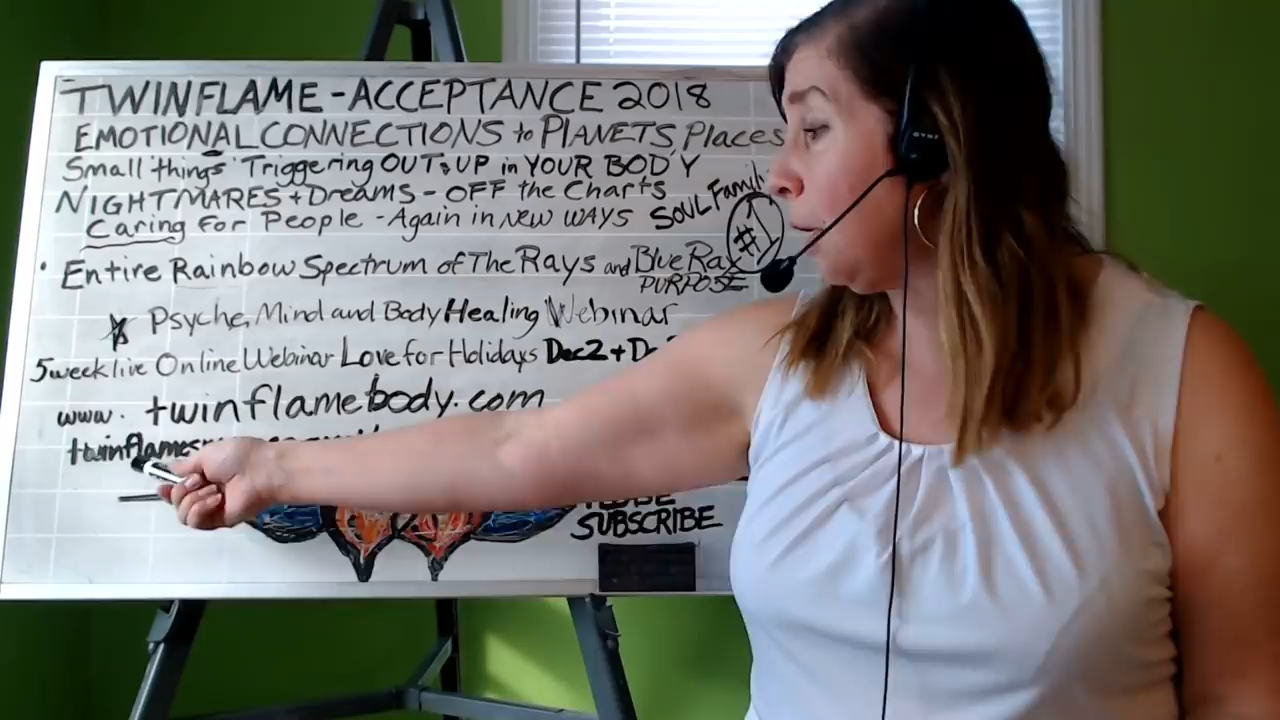 TWINFLAME - ACCEPTANCE 2018
EMOTIONAL CONNECTIONS to PLANETS, Places
Small things Triggering OUT & UP in YOUR BODY
NIGHTMARES + Dreams - OFF the Charts
Caring for People - Again in NEW WAYS SOUL
#1
• Entire Rainbow Spectrum of The Rays and Blue Ray
PURPOSE
Psyche, Mind and Body Healing Webinar
5 week live Online Webinar Love for Holidays Dec 2 +
www. twinflamebody.com
SUBSCRIBE